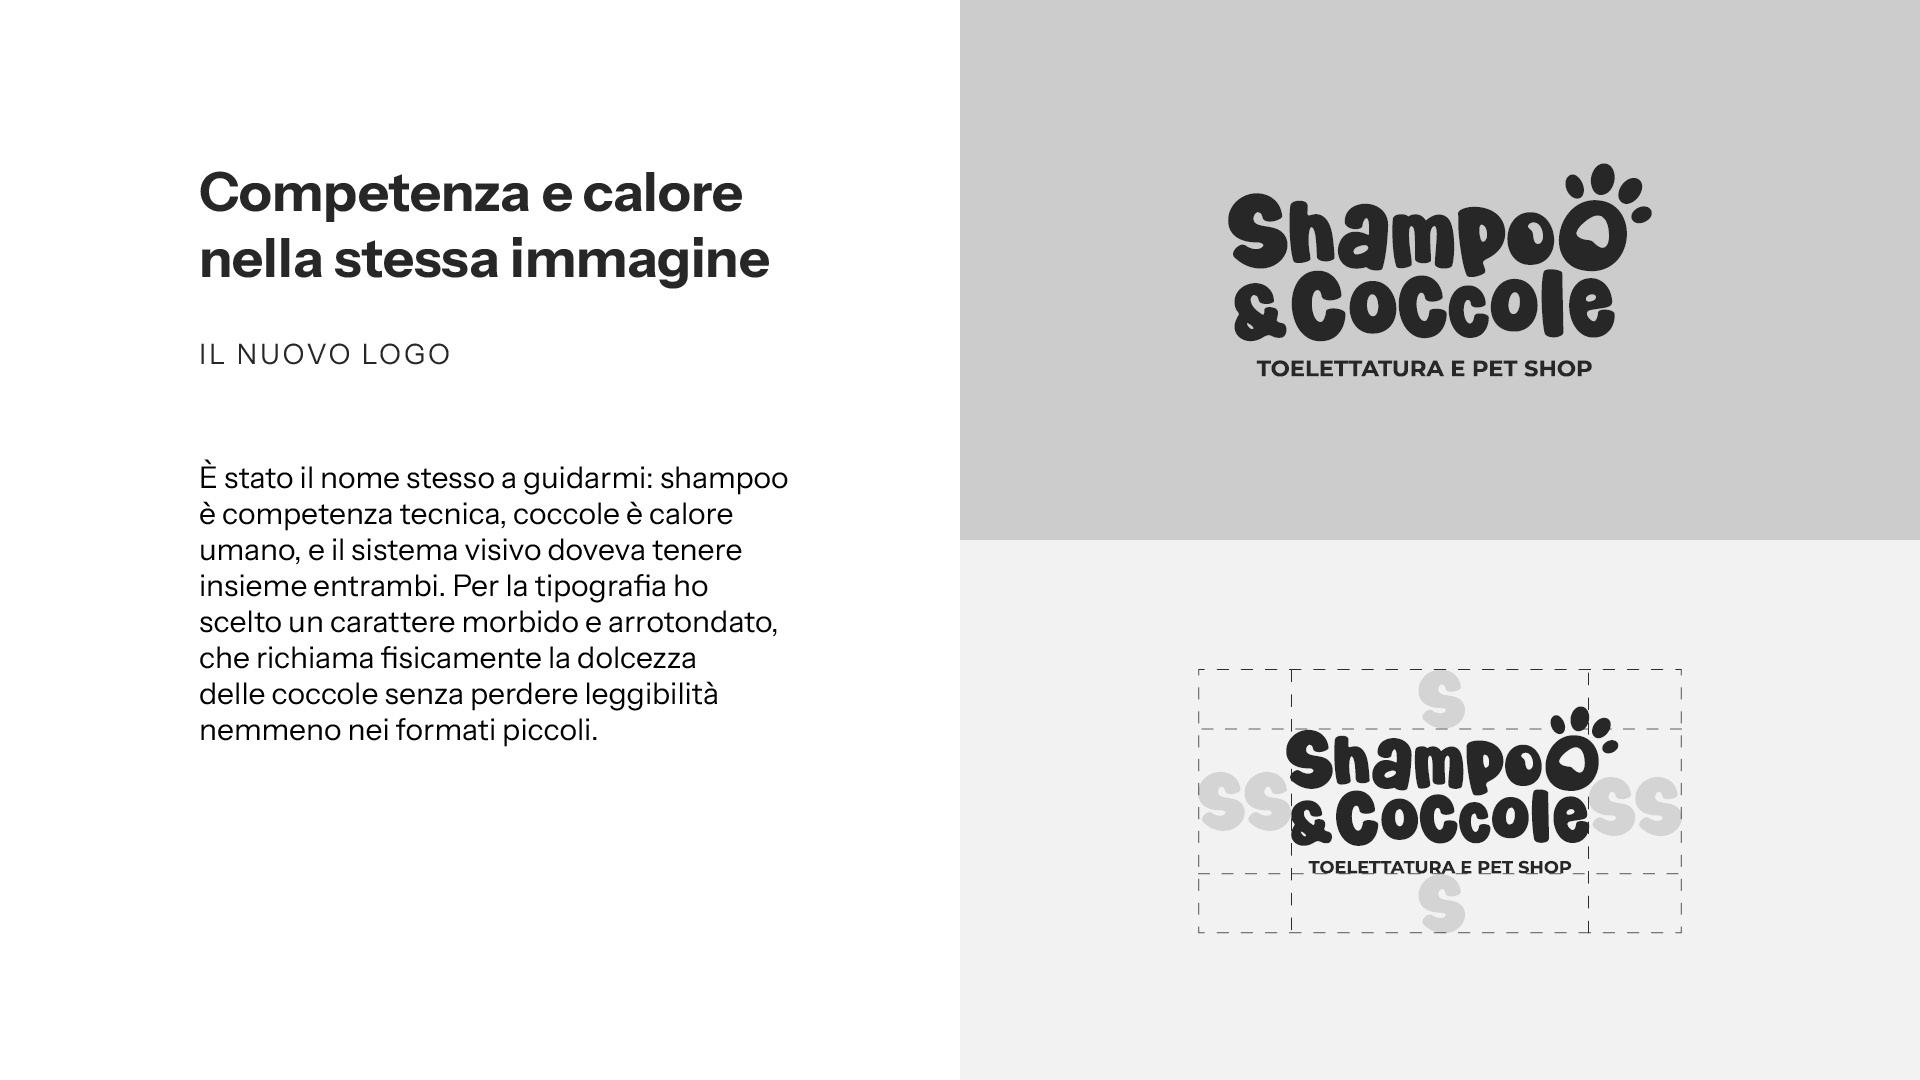 Competenza e calore
nella stessa immagine
IL NUOVO LOGO
È stato il nome stesso a guidarmi: shampoo
è competenza tecnica, coccole è calore
umano, e il sistema visivo doveva tenere
insieme entrambi. Per la tipografia ho
scelto un carattere morbido e arrotondato,
che richiama fisicamente la dolcezza
delle coccole senza perdere leggibilità
nemmeno nei formati piccoli.
Shampoo
& Coccole
TOELETTATURA E PET SHOP
S
Shampoo
SS & Coccole SS
TOELETTATURA E PET SHOP
S